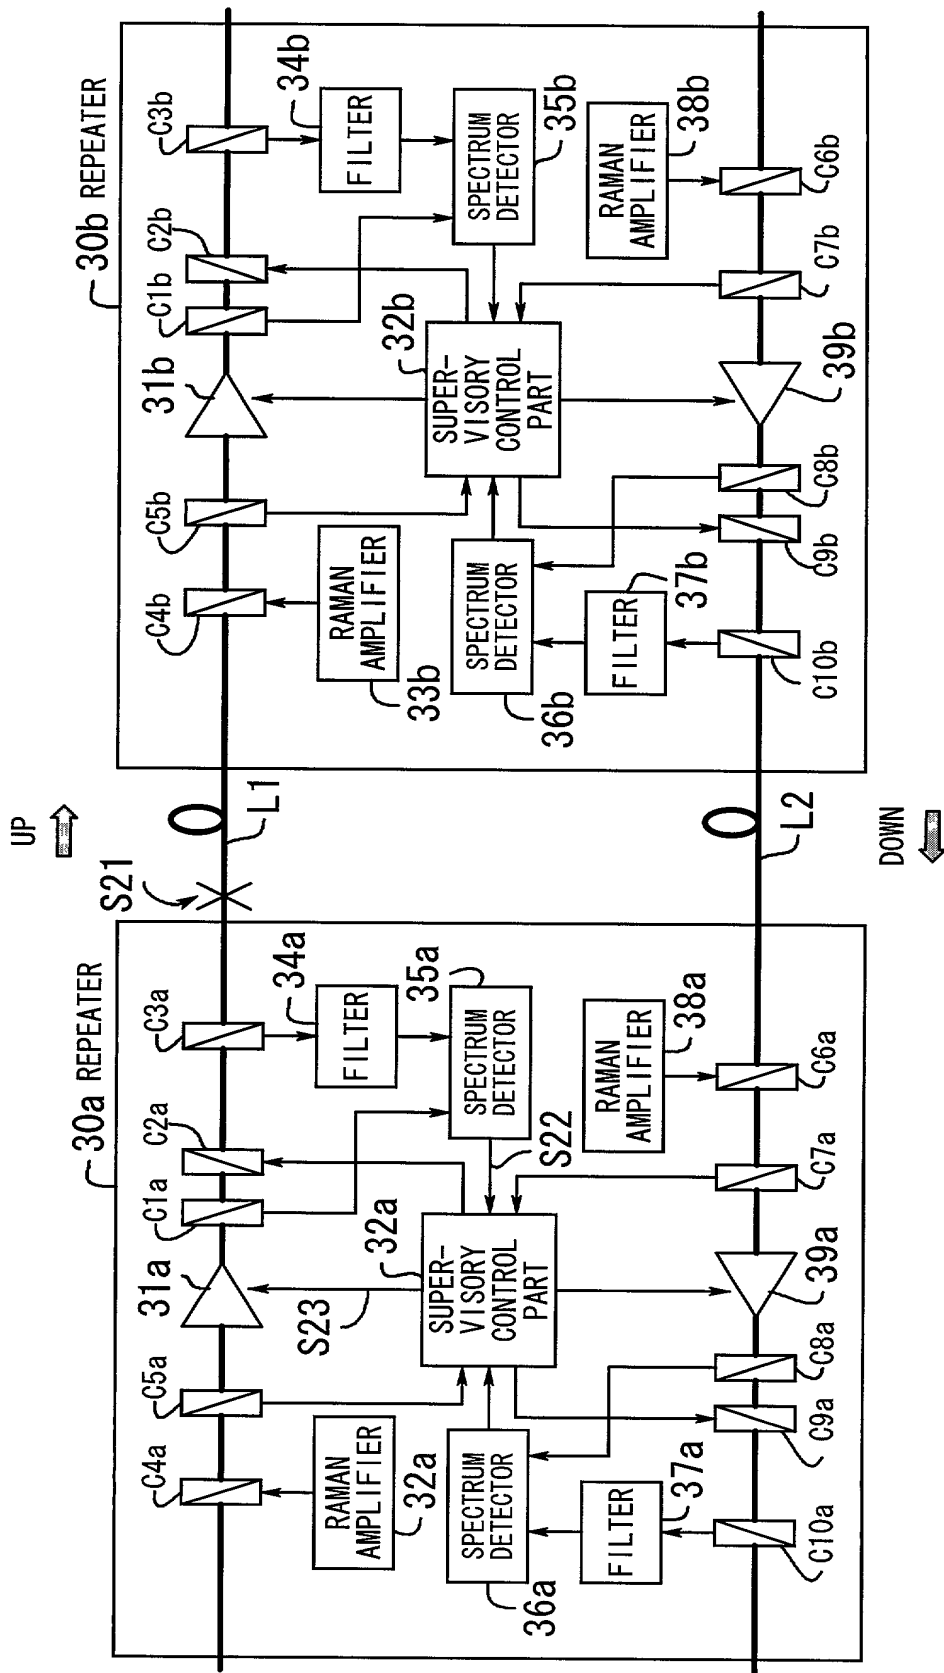 UP
DOWN
S21
L1
L2
30a REPEATER
C4a
C5a
31a
C1a
C2a
C3a
34a
FILTER
35a
SPECTRUM
DETECTOR
S22
S23
32a
SUPER-
VISORY
CONTROL
PART
RAMAN
AMPLIFIER
32a
SPECTRUM
DETECTOR
36a
FILTER
37a
RAMAN
AMPLIFIER
38a
C10a
C9a
C8a
39a
C7a
C6a
30b REPEATER
C4b
C5b
31b
C1b
C2b
C3b
34b
FILTER
35b
SPECTRUM
DETECTOR
32b
SUPER-
VISORY
CONTROL
PART
RAMAN
AMPLIFIER
33b
SPECTRUM
DETECTOR
36b
FILTER
37b
RAMAN
AMPLIFIER
38b
C10b
C9b
C8b
39b
C7b
C6b